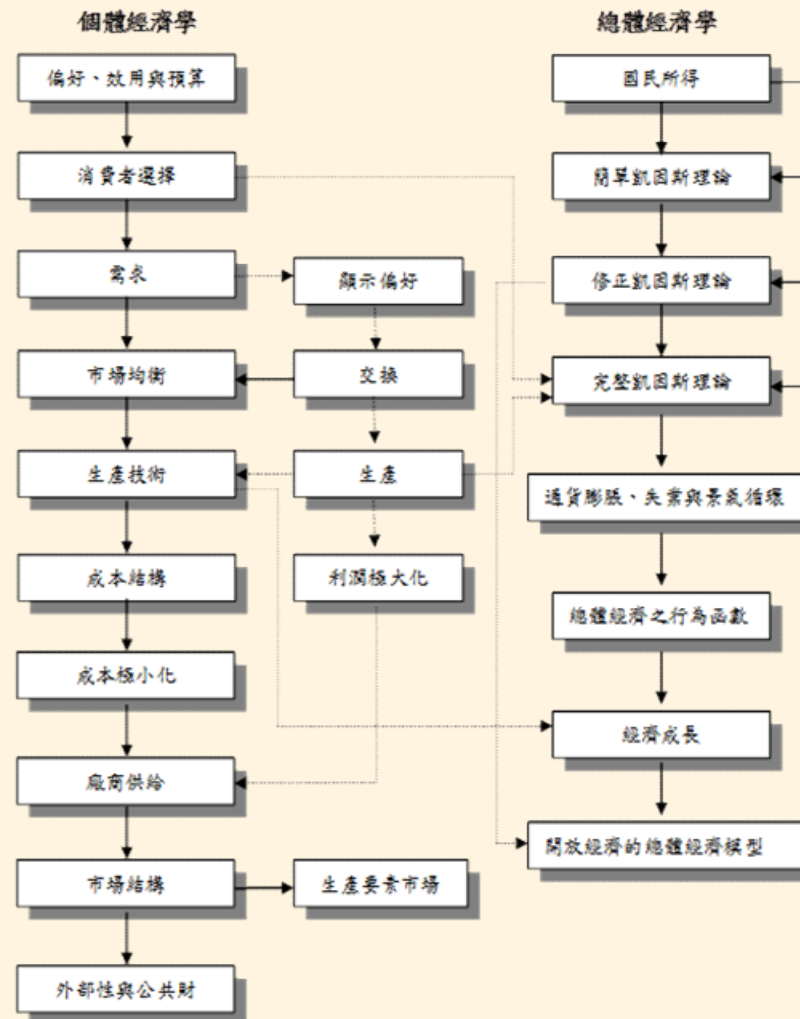 個體經濟學
總體經濟學
偏好、效用與預算
國民所得
消費者選擇
簡單凱因斯理論
需求
顯示偏好
修正凱因斯理論
市場均衡
交換
完整凱因斯理論
生產技術
生產
通貨膨脹、失業與景氣循環
成本結構
利潤極大化
總體經濟之行為函數
成本極小化
經濟成長
廠商供給
開放經濟的總體經濟模型
市場結構
生產要素市場
外部性與公共財